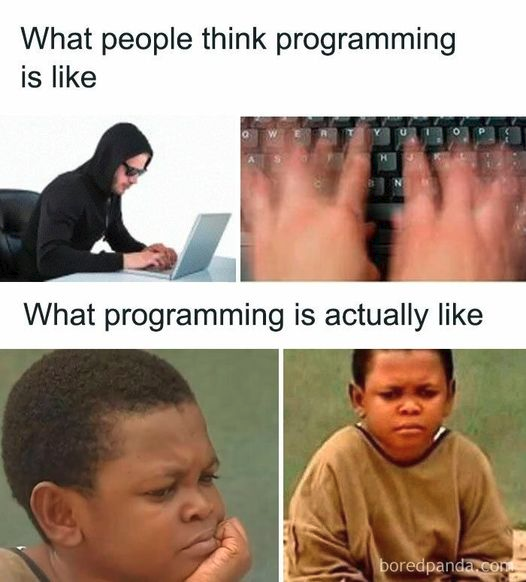 What people think programming
is like
Q W E R T Y U I O P
A S H J K
B N
What programming is actually like
boredpanda.com